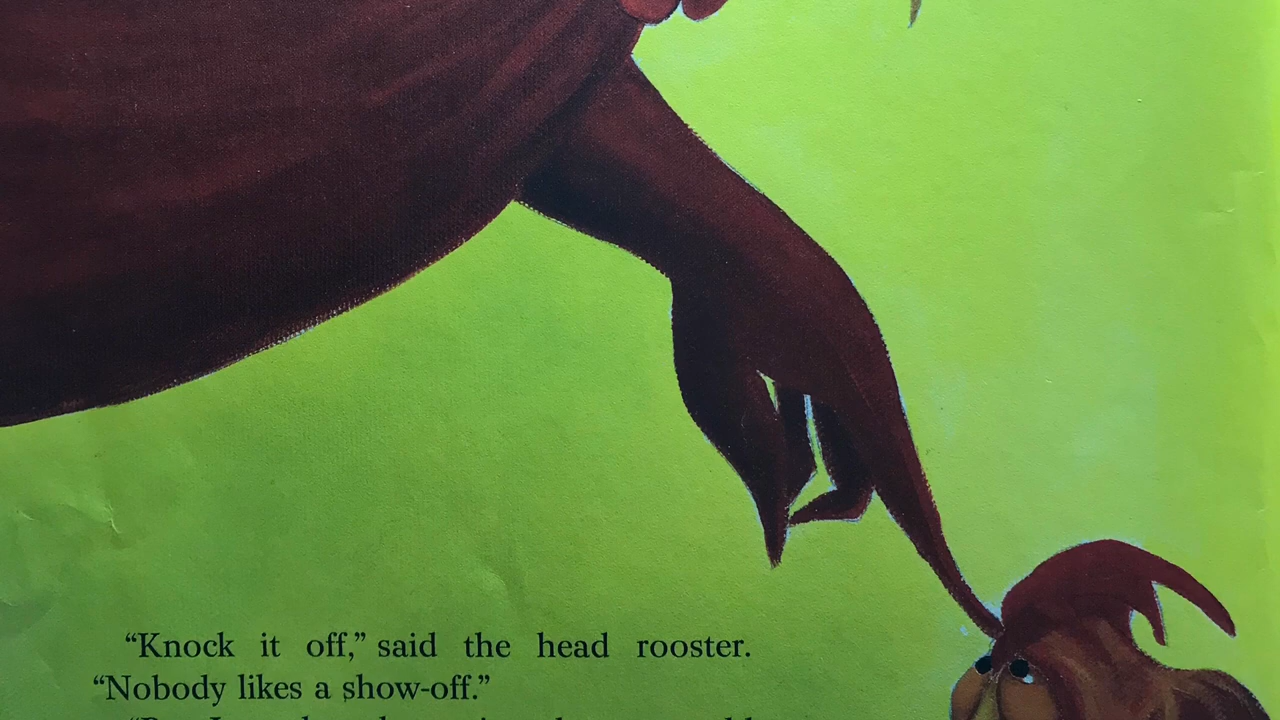 “Knock it off,” said the head rooster.
“Nobody likes a show-off.”